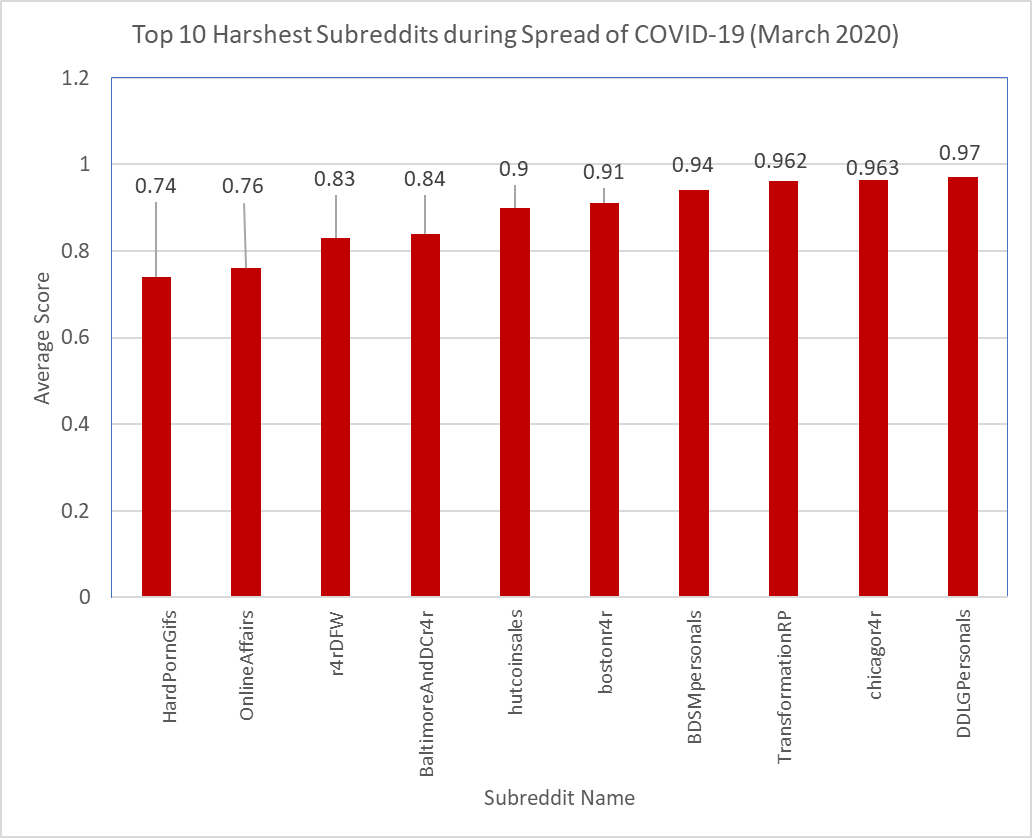 Top 10 Harshest Subreddits during Spread of COVID-19 (March 2020)
1.2
1
0.8
0.6
0.4
0.2
0
Average Score
0.74
0.76
0.83
0.84
0.9
0.91
0.94
0.962
0.963
0.97
HardPornGifs
OnlineAffairs
r4rDFW
BaltimoreAndDCr4r
hutcoinsales
bostonr4r
BDSMpersonals
TransformationRP
chicagor4r
DDLGPersonals
Subreddit Name